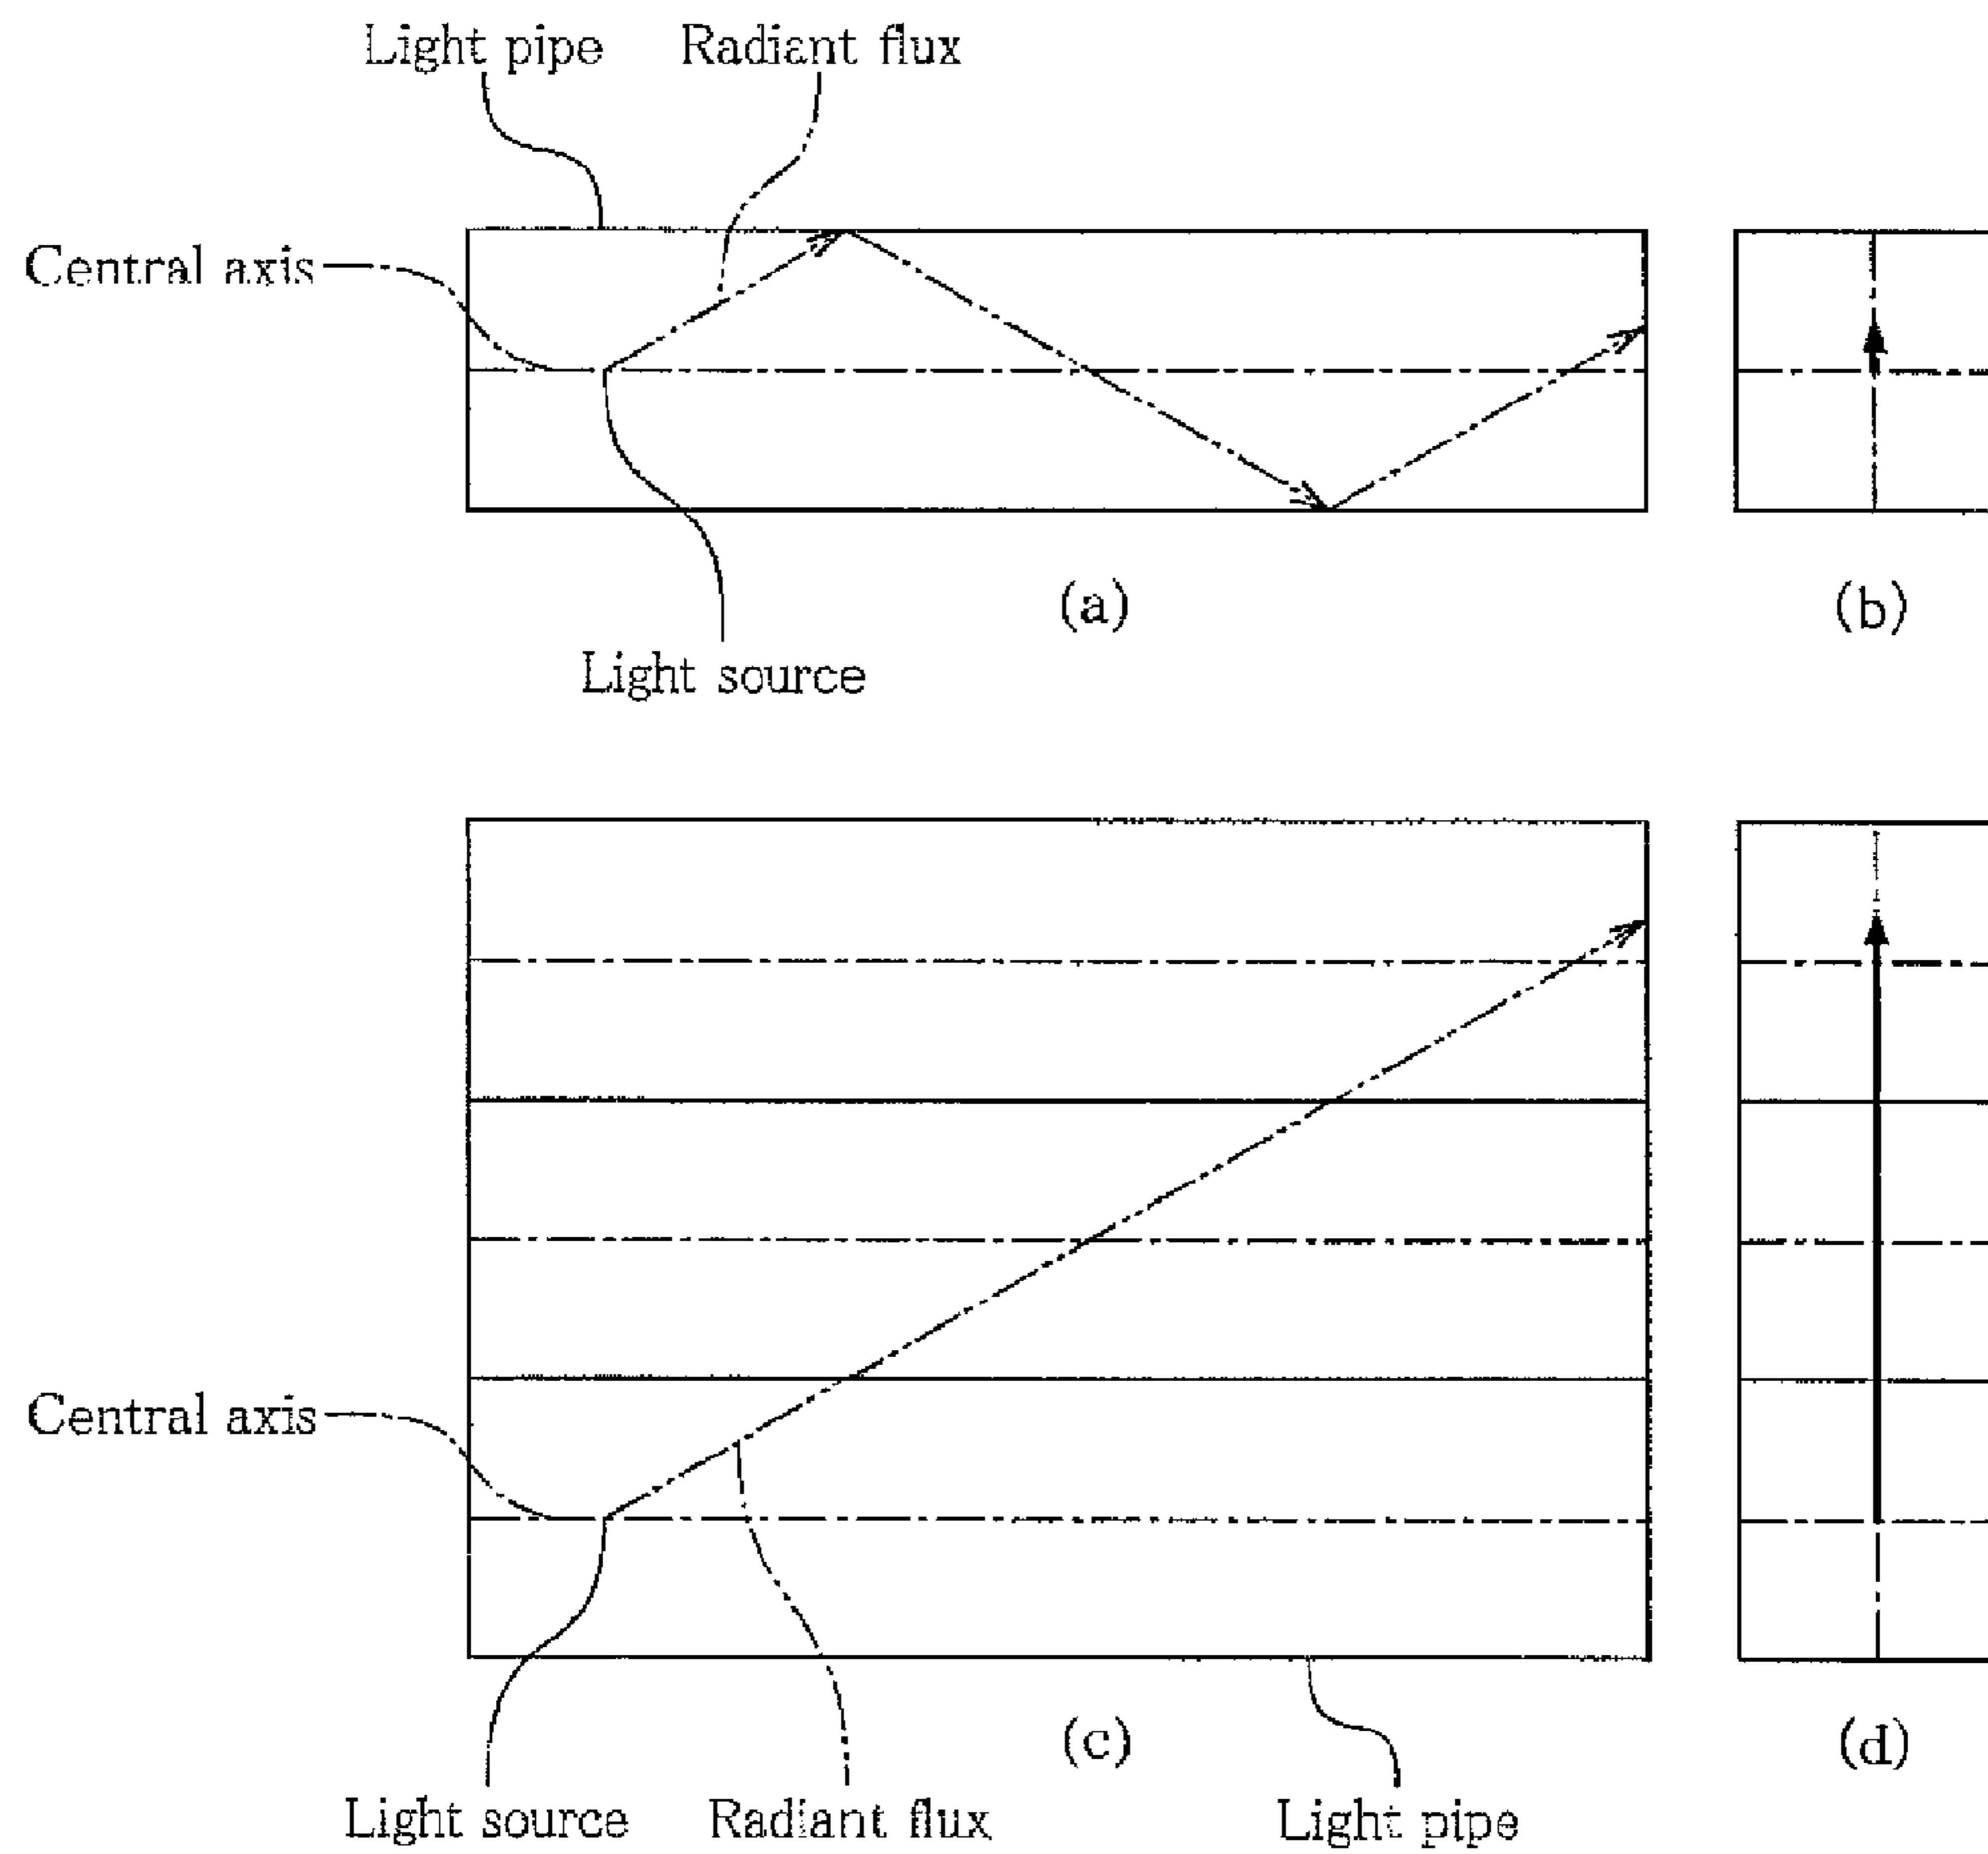 Light pipe Radiant flux
Central axis
(a) (b)
Light source
Central axis
(c) (d)
Light source Radiant flux Light pipe